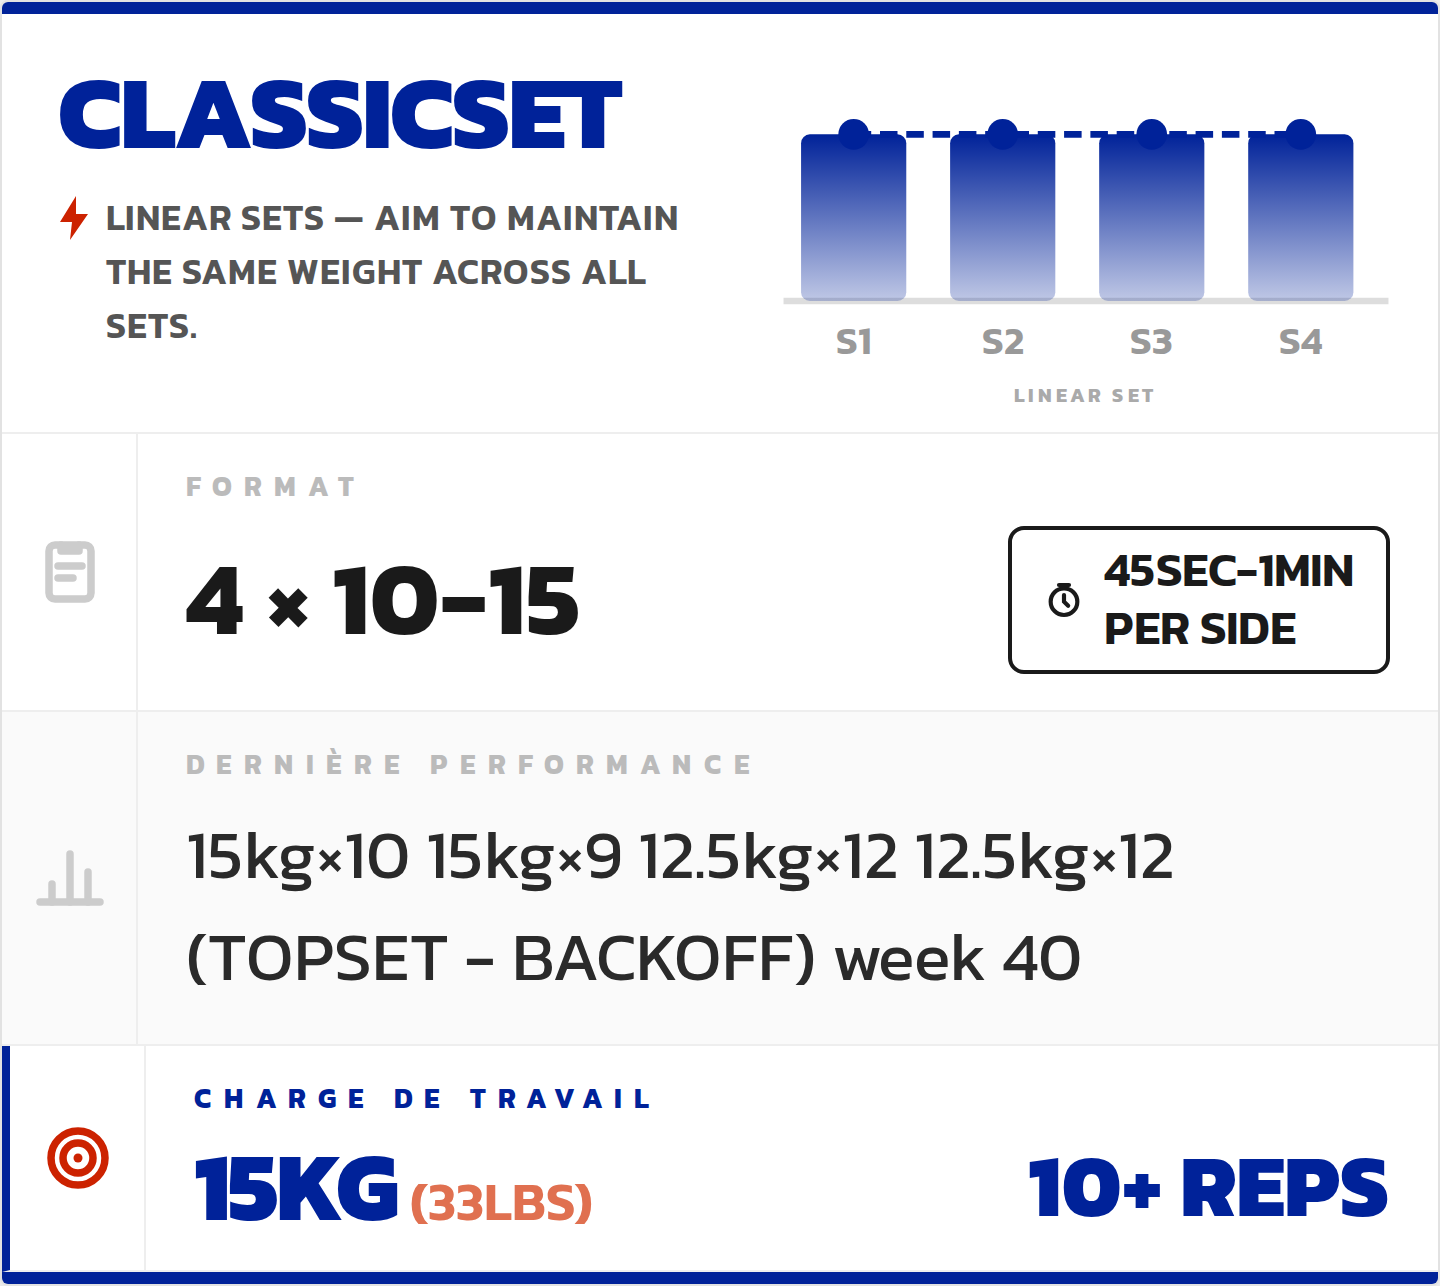 CLASSICSET
LINEAR SETS — AIM TO MAINTAIN
THE SAME WEIGHT ACROSS ALL
SETS.
S1 S2 S3 S4
LINEAR SET
FORMAT
4 × 10–15
45SEC–1MIN
PER SIDE
DERNIÈRE PERFORMANCE
15kg×10 15kg×9 12.5kg×12 12.5kg×12
(TOPSET – BACKOFF) week 40
CHARGE DE TRAVAIL
15KG (33LBS)
10+ REPS